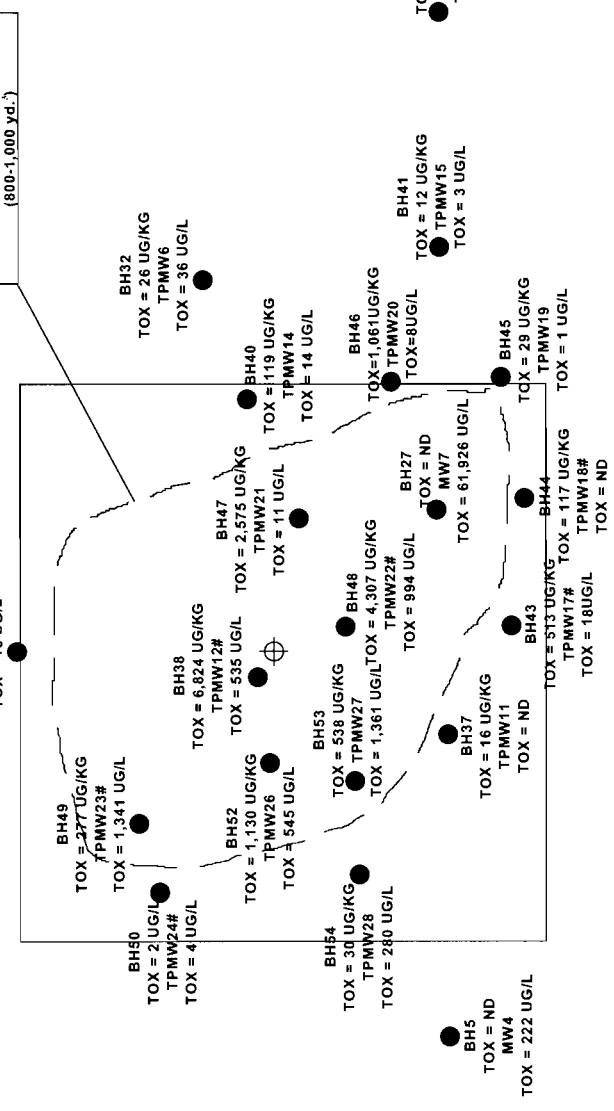 (800-1,000 yd.³)
BH32
TOX = 26 UG/KG
TPMW6
TOX = 36 UG/L
BH41
TOX = 12 UG/KG
TPMW15
TOX = 3 UG/L
BH40
TOX = 119 UG/KG
TPMW14
TOX = 14 UG/L
BH46
TOX=1,061UG/KG
TPMW20
TOX=8UG/L
BH45
TOX = 29 UG/KG
TPMW19
TOX = 1 UG/L
BH47
TOX = 2,575 UG/KG
TPMW21
TOX = 11 UG/L
BH27
TOX = ND
MW7
TOX = 61,926 UG/L
BH44
TOX = 117 UG/KG
TPMW18#
TOX = ND
BH48
TOX = 4,307 UG/KG
TPMW22#
TOX = 994 UG/L
BH43
TOX = 513 UG/KG
TPMW17#
TOX = 18UG/L
BH38
TOX = 6,824 UG/KG
TPMW12#
TOX = 535 UG/L
BH53
TOX = 538 UG/KG
TPMW27
TOX = 1,361 UG/L
BH37
TOX = 16 UG/KG
TPMW11
TOX = ND
BH49
TOX = 277 UG/KG
TPMW23#
TOX = 1,341 UG/L
BH52
TOX = 1,130 UG/KG
TPMW26
TOX = 545 UG/L
BH50
TOX = 2 UG/L
TPMW24#
TOX = 4 UG/L
BH54
TOX = 30 UG/KG
TPMW28
TOX = 280 UG/L
BH5
TOX = ND
MW4
TOX = 222 UG/L